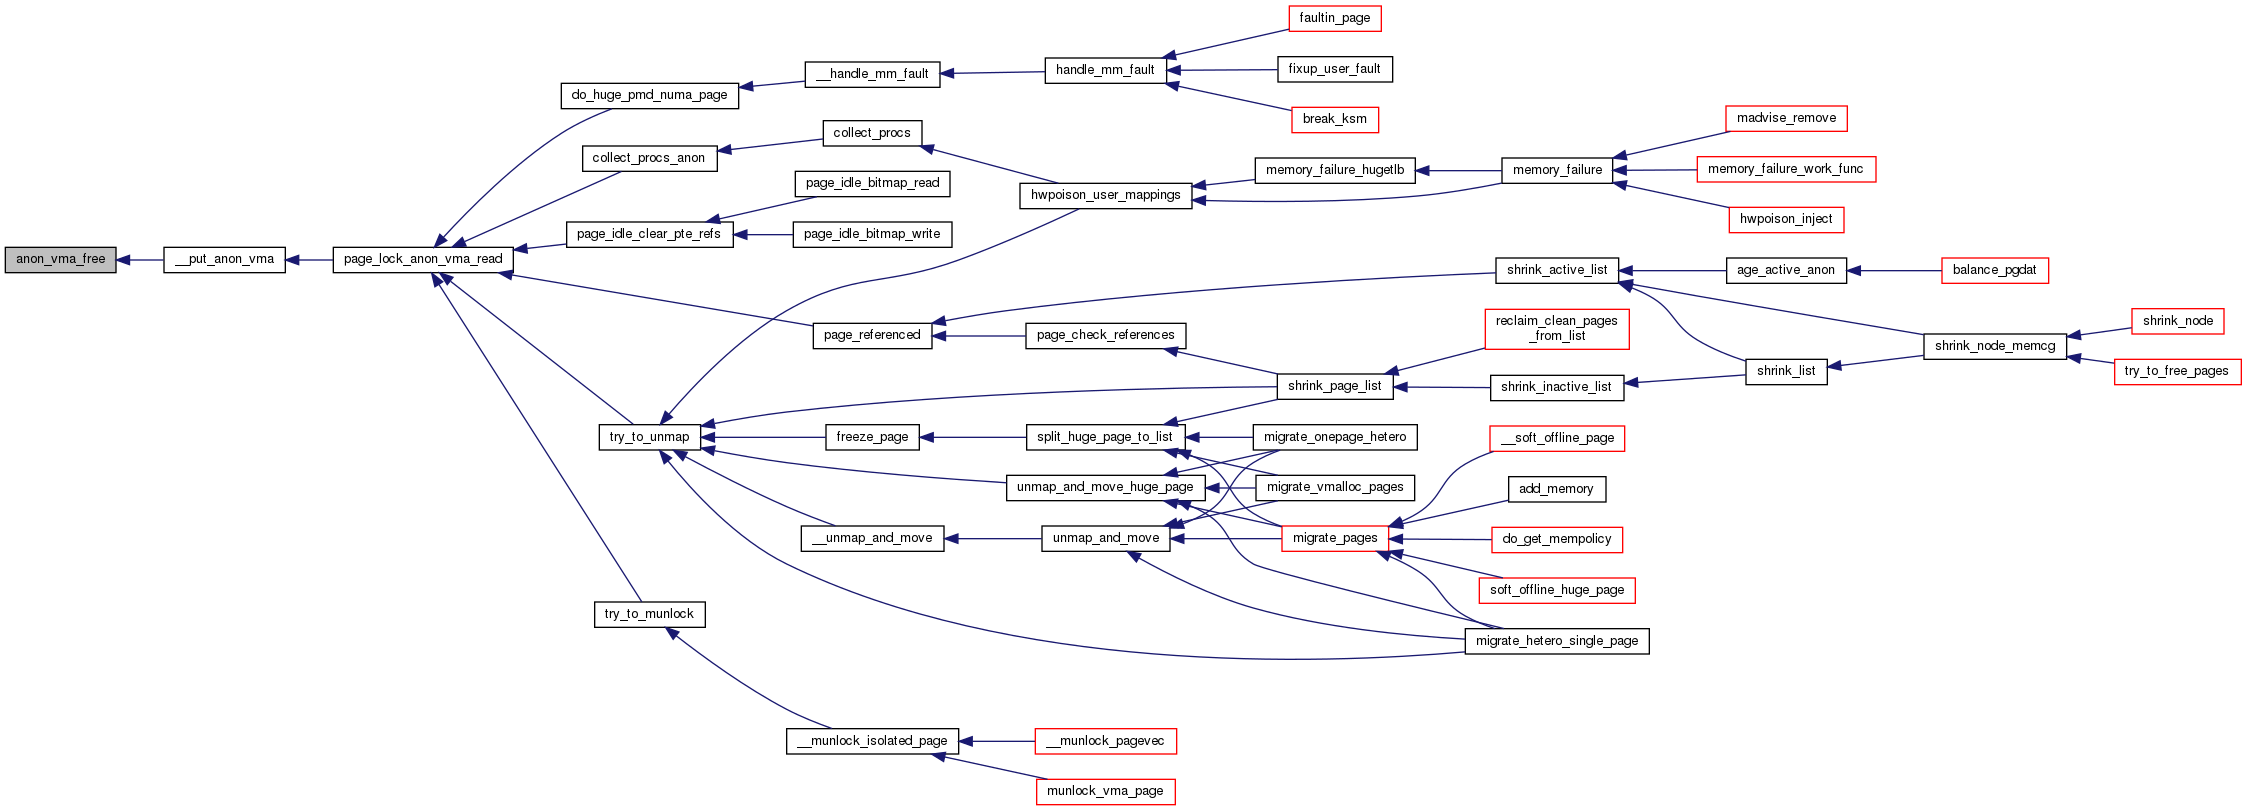 faultin_page
handle_mm_fault
fixup_user_fault
__handle_mm_fault
do_huge_pmd_numa_page
break_ksm
madvise_remove
collect_procs
collect_procs_anon
memory_failure_hugetlb
memory_failure
memory_failure_work_func
page_idle_bitmap_read
hwpoison_user_mappings
hwpoison_inject
page_idle_clear_pte_refs
page_idle_bitmap_write
anon_vma_free
__put_anon_vma
page_lock_anon_vma_read
shrink_active_list
age_active_anon
balance_pgdat
page_referenced
page_check_references
reclaim_clean_pages
_from_list
shrink_node
shrink_node_memcg
shrink_page_list
shrink_inactive_list
shrink_list
try_to_free_pages
try_to_unmap
freeze_page
split_huge_page_to_list
migrate_onepage_hetero
__soft_offline_page
unmap_and_move_huge_page
migrate_vmalloc_pages
add_memory
__unmap_and_move
unmap_and_move
migrate_pages
do_get_mempolicy
soft_offline_huge_page
try_to_munlock
migrate_hetero_single_page
__munlock_isolated_page
__munlock_pagevec
munlock_vma_page